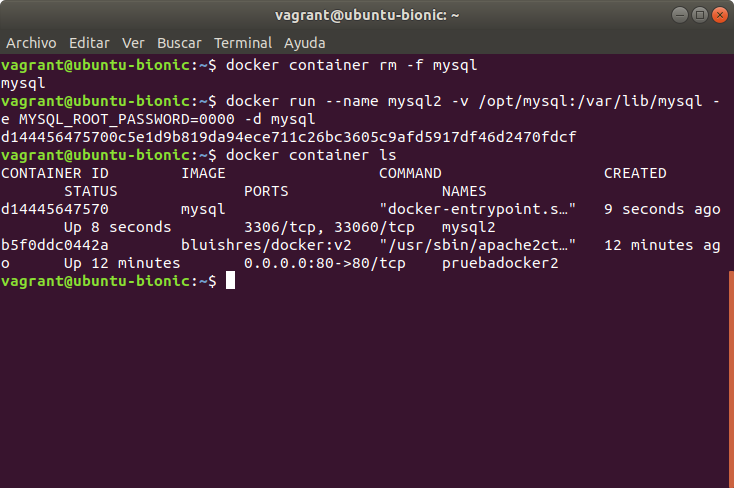 vagrant@ubuntu-bionic: ~
Archivo Editar Ver Buscar Terminal Ayuda
vagrant@ubuntu-bionic:~$ docker container rm -f mysql
mysql
vagrant@ubuntu-bionic:~$ docker run --name mysql2 -v /opt/mysql:/var/lib/mysql -
e MYSQL_ROOT_PASSWORD=0000 -d mysql
d144456475700c5e1d9b819da94ece711c26bc3605c9afd5917df46d2470fdcf
vagrant@ubuntu-bionic:~$ docker container ls
CONTAINER ID        IMAGE                 COMMAND                  CREATED
       STATUS              PORTS                 NAMES
d14445647570        mysql                 "docker-entrypoint.s…"   9 seconds ago
       Up 8 seconds        3306/tcp, 33060/tcp   mysql2
b5f0ddc0442a        bluishres/docker:v2   "/usr/sbin/apache2ct…"   12 minutes ag
o      Up 12 minutes       0.0.0.0:80->80/tcp    pruebadocker2
vagrant@ubuntu-bionic:~$